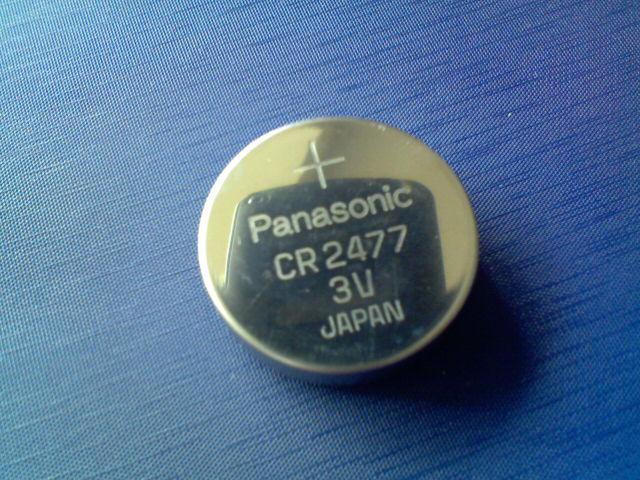 +
Panasonic
CR2477
3V
JAPAN